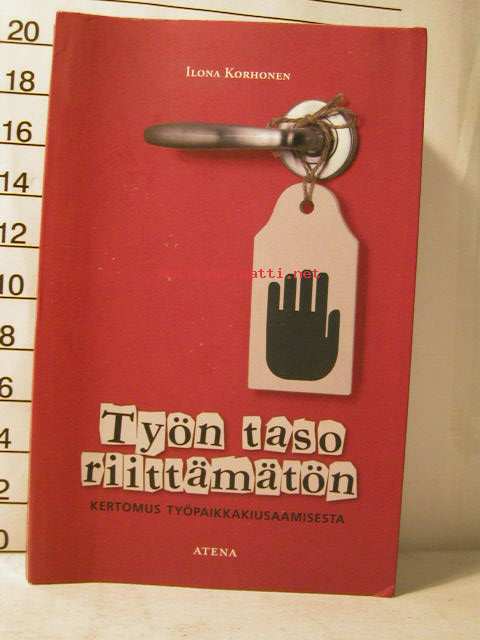 20
18
16
14
12
10
8
6
4
2
0
ILONA KORHONEN
Työn taso
riittämätön
KERTOMUS TYÖPAIKKAKIUSAAMISESTA
ATENA